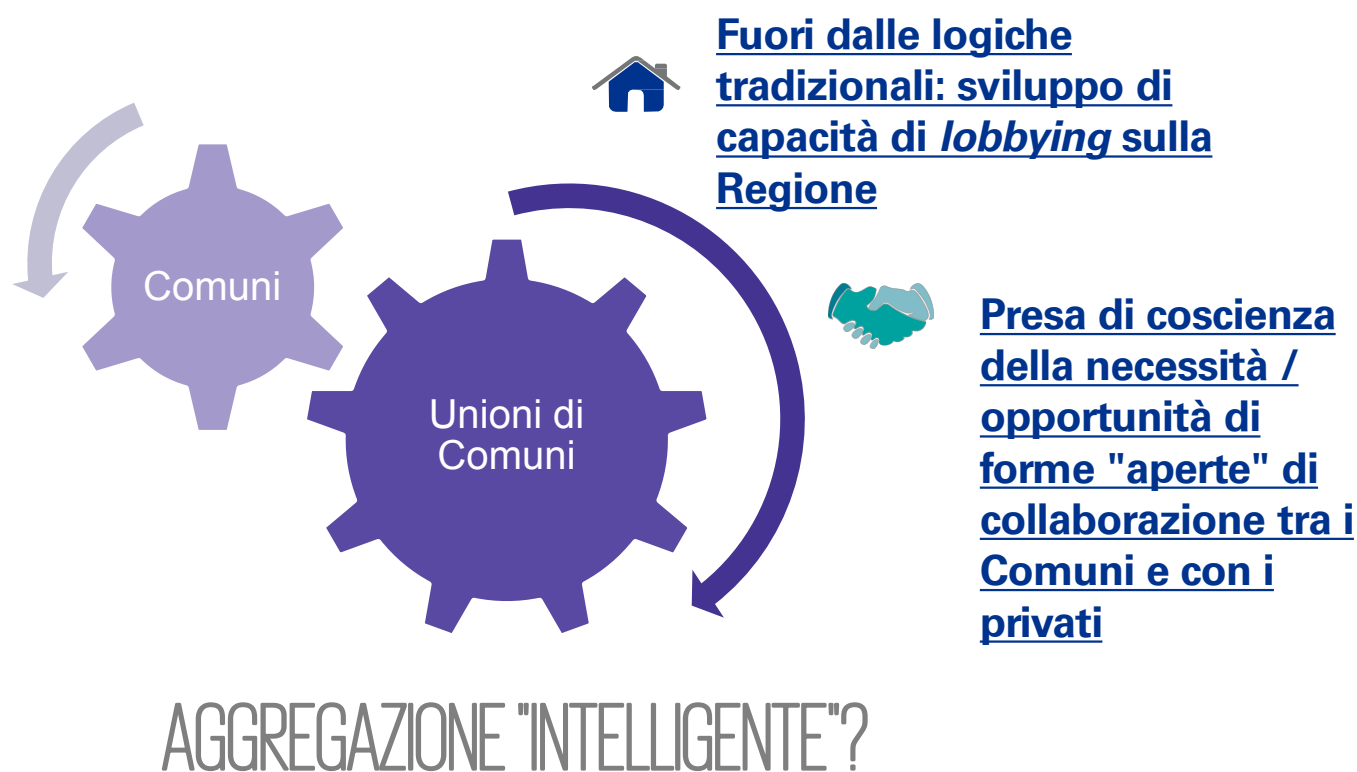 Fuori dalle logiche
tradizionali: sviluppo di
capacità di lobbying sulla
Regione
Comuni
Unioni di
Comuni
Presa di coscienza
della necessità /
opportunità di
forme "aperte" di
collaborazione tra i
Comuni e con i
privati
AGGREGAZIONE "INTELLIGENTE"?